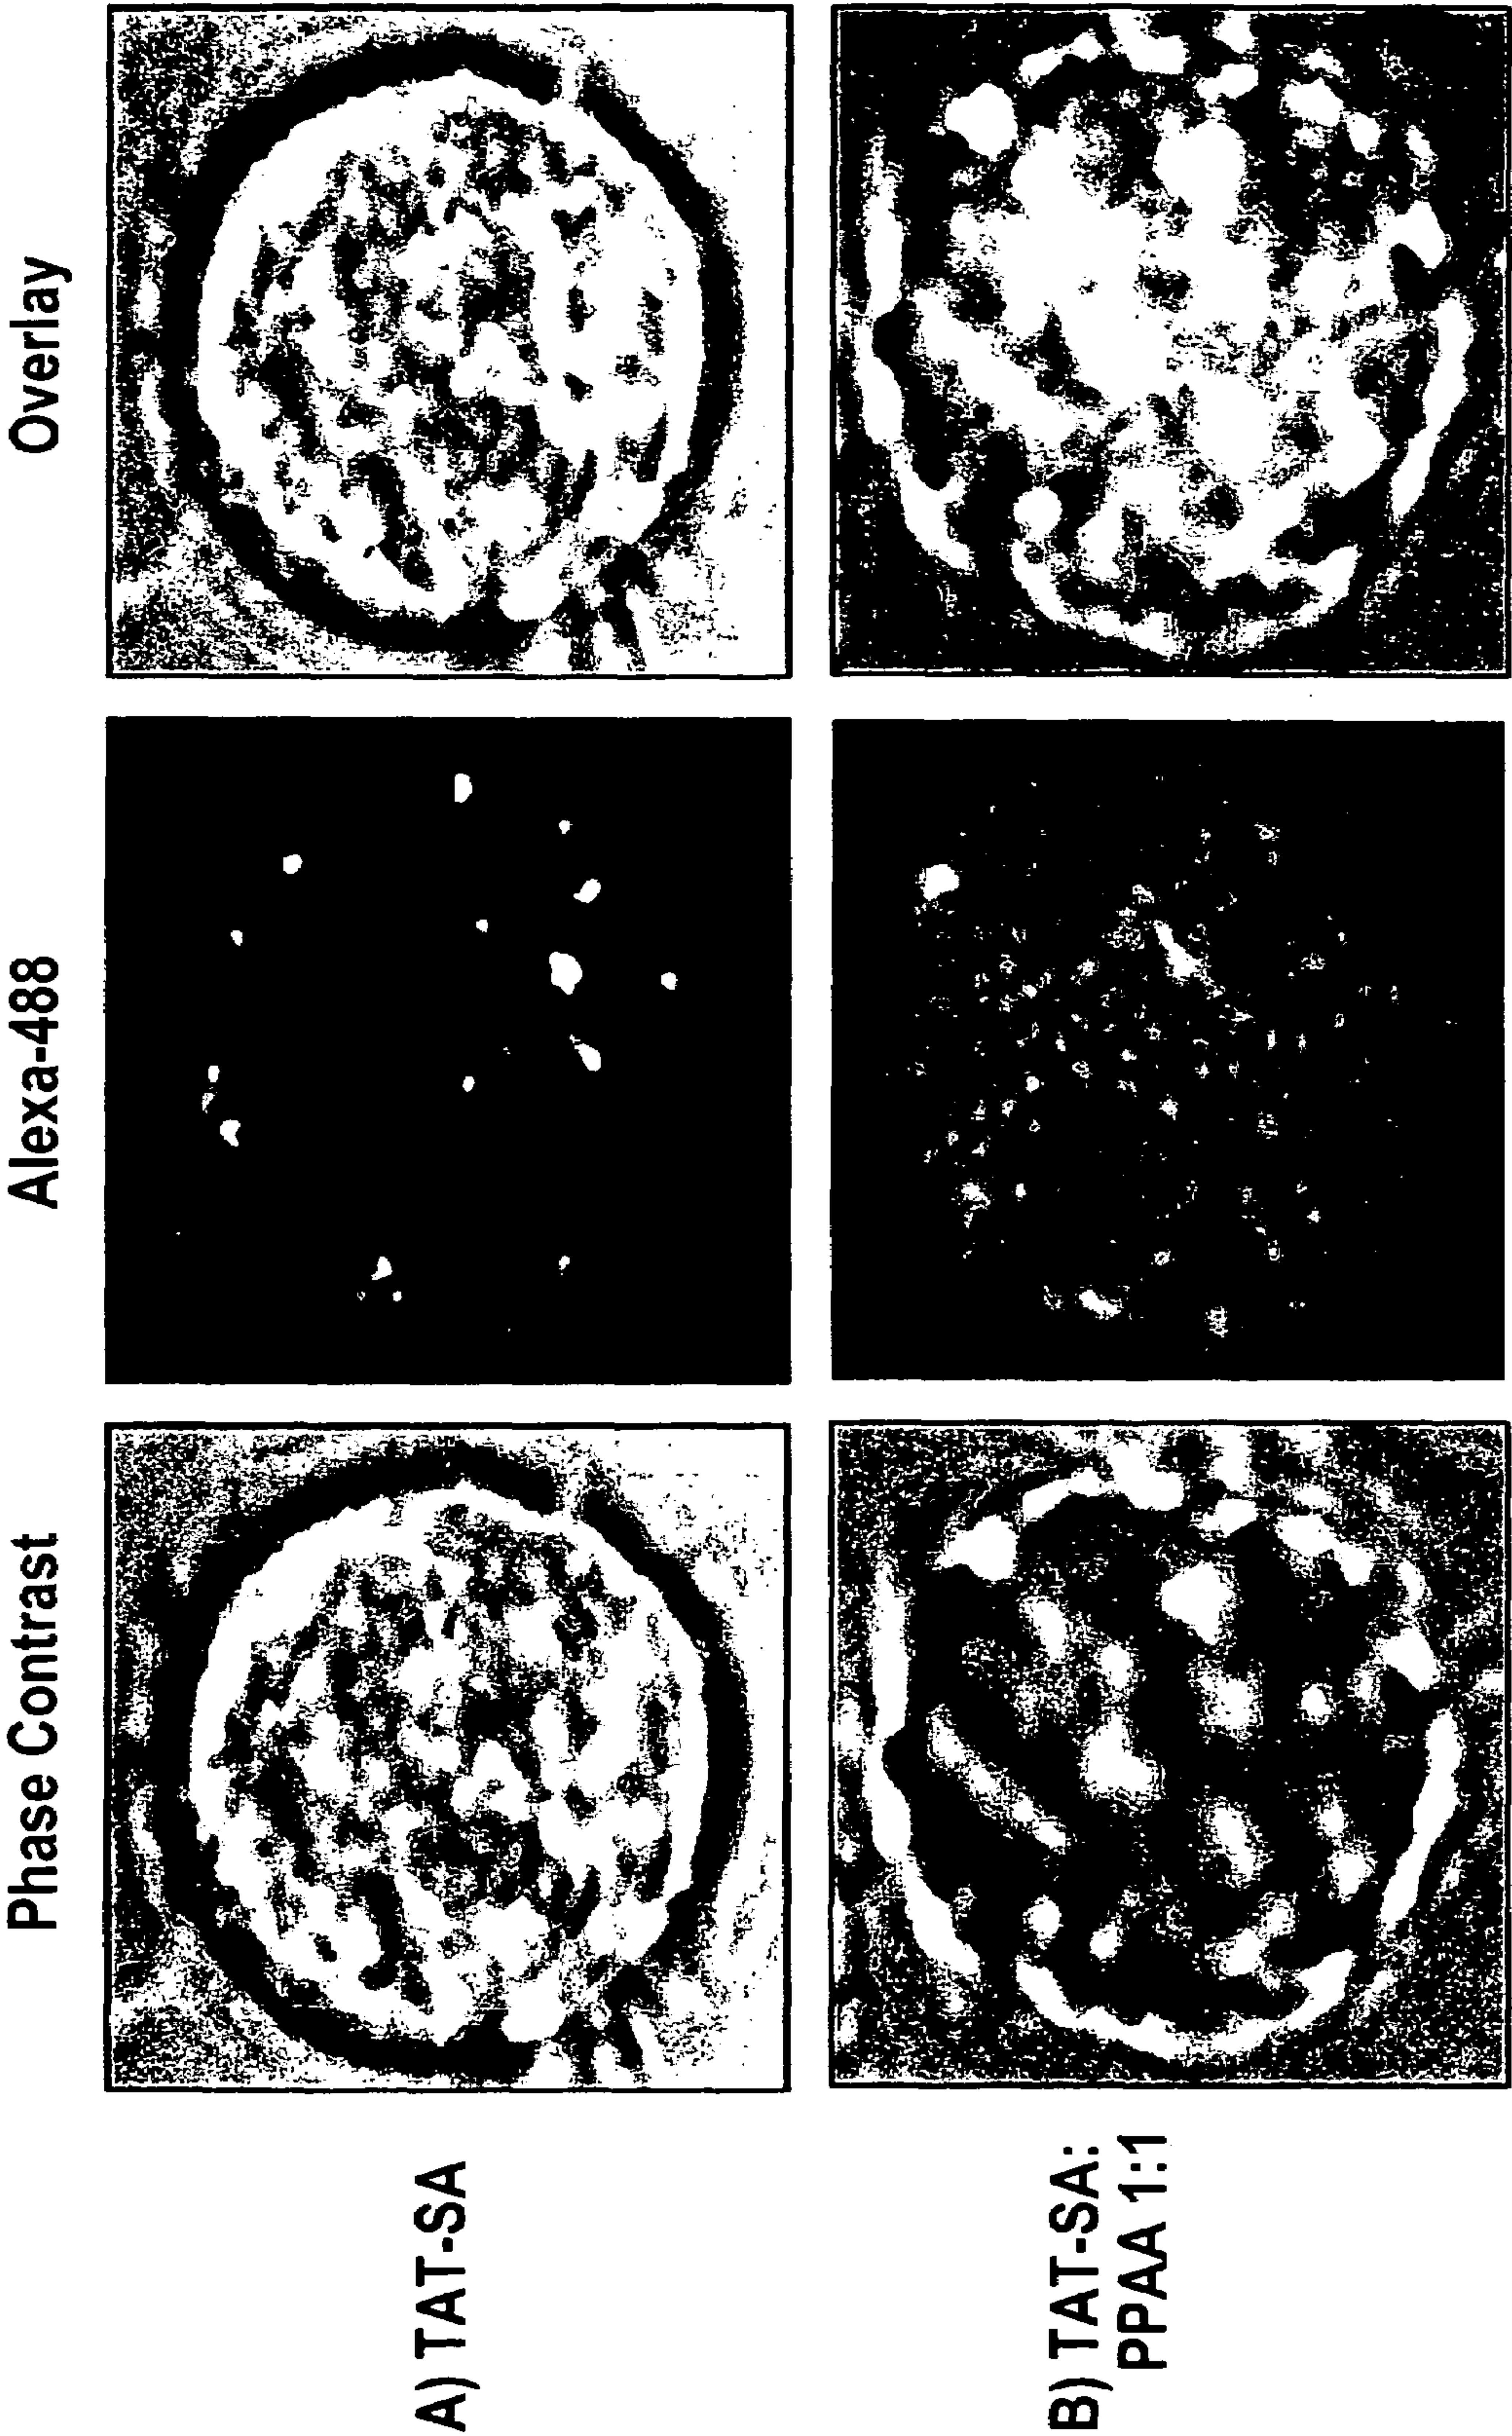 Phase Contrast
Alexa-488
Overlay
A) TAT-SA
B) TAT-SA:
PPAA 1:1